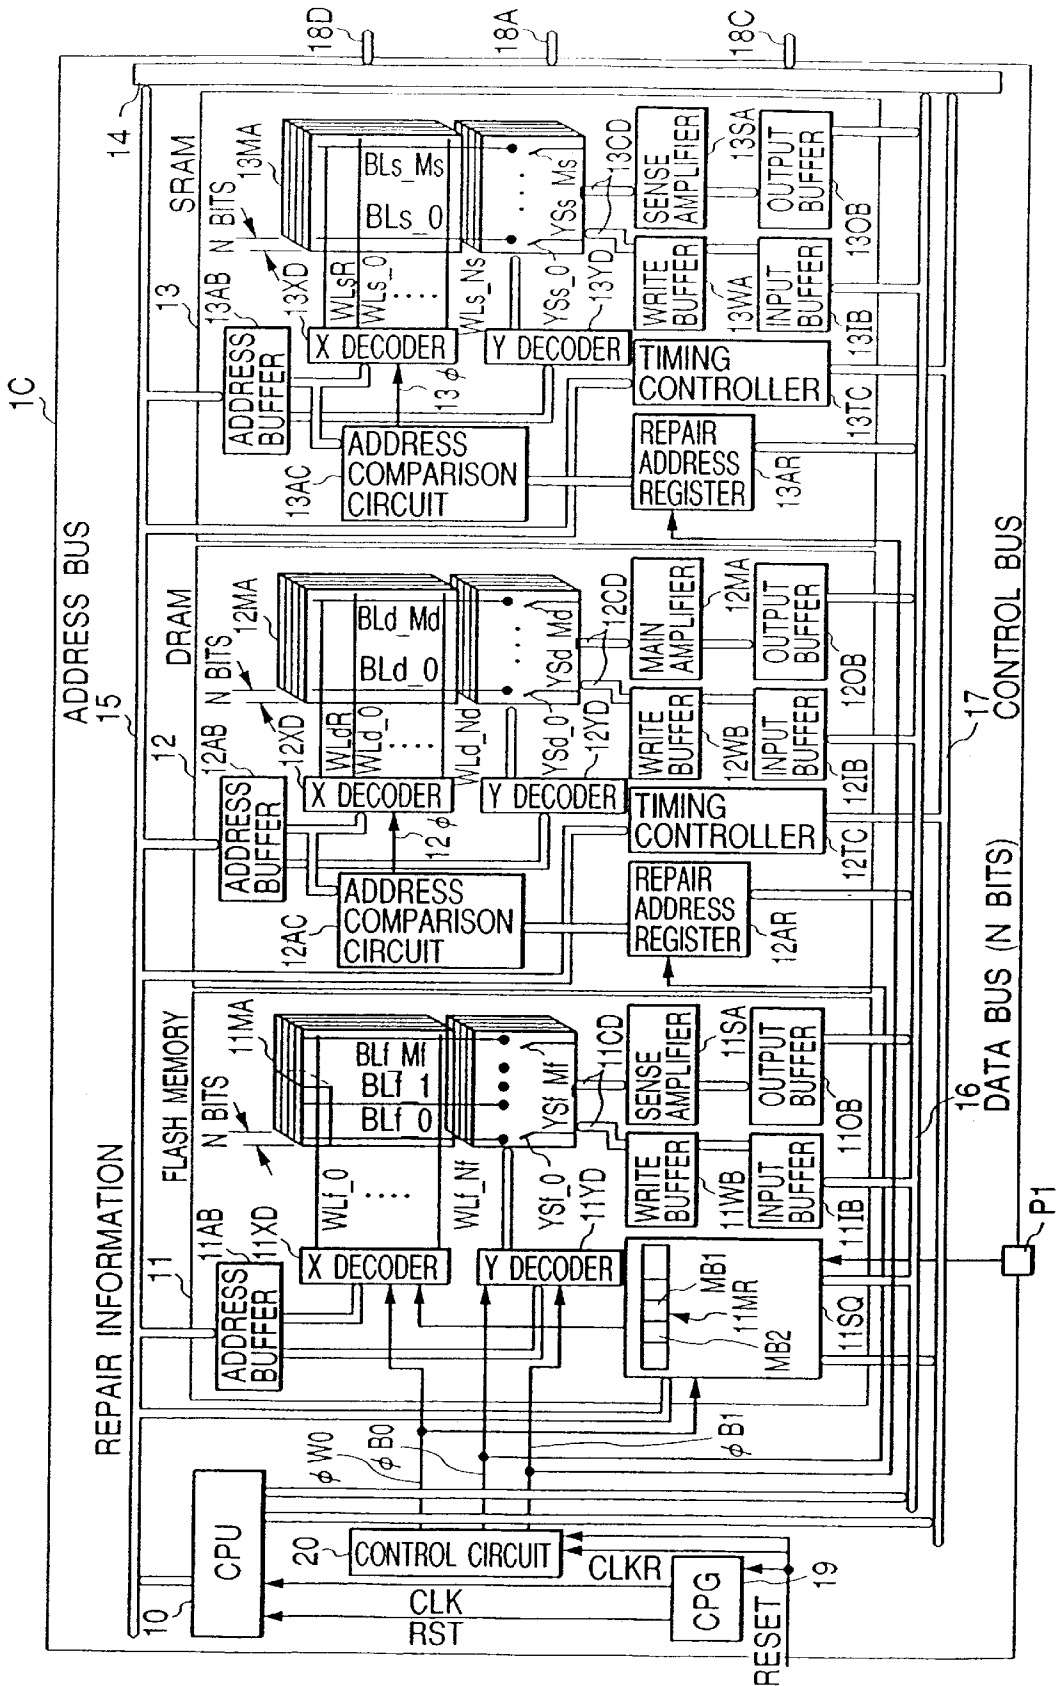 1C
ADDRESS BUS
15
REPAIR INFORMATION
14
18D
18A
18C
10
CPU
20
CONTROL CIRCUIT
CLKR
CLK
RST
CPG
19
RESET
φ W0
φ B0
φ B1
FLASH MEMORY
11
11AB
ADDRESS
BUFFER
11XD
X DECODER
N BITS
11MA
WLf_0
WLf_Nf
BLf_Mf
BLf_1
BLf_0
YSf_0
YSf_Mf
11YD
Y DECODER
11CD
MB1
11MR
MB2
11SQ
WRITE
BUFFER
11WB
INPUT
BUFFER
11IB
SENSE
AMPLIFIER
11SA
OUTPUT
BUFFER
11OB
DRAM
12
12AB
ADDRESS
BUFFER
12XD
X DECODER
N BITS
12MA
WLdR
WLd_0
WLd_Nd
BLd_Md
BLd_0
YSd_0
YSd_Md
12YD
Y DECODER
12CD
12 φ
12AC
ADDRESS
COMPARISON
CIRCUIT
REPAIR
ADDRESS
REGISTER
12AR
TIMING
CONTROLLER
12TC
WRITE
BUFFER
12WB
INPUT
BUFFER
12IB
MAIN
AMPLIFIER
12MA
OUTPUT
BUFFER
12OB
SRAM
13
13AB
ADDRESS
BUFFER
13XD
X DECODER
N BITS
13MA
WLsR
WLs_0
WLs_Ns
BLs_Ms
BLs_0
YSs_0
YSs_Ms
13YD
Y DECODER
13CD
13 φ
13AC
ADDRESS
COMPARISON
CIRCUIT
REPAIR
ADDRESS
REGISTER
13AR
TIMING
CONTROLLER
13TC
WRITE
BUFFER
13WA
INPUT
BUFFER
13IB
SENSE
AMPLIFIER
13SA
OUTPUT
BUFFER
13OB
16
DATA BUS (N BITS)
17
CONTROL BUS
P1